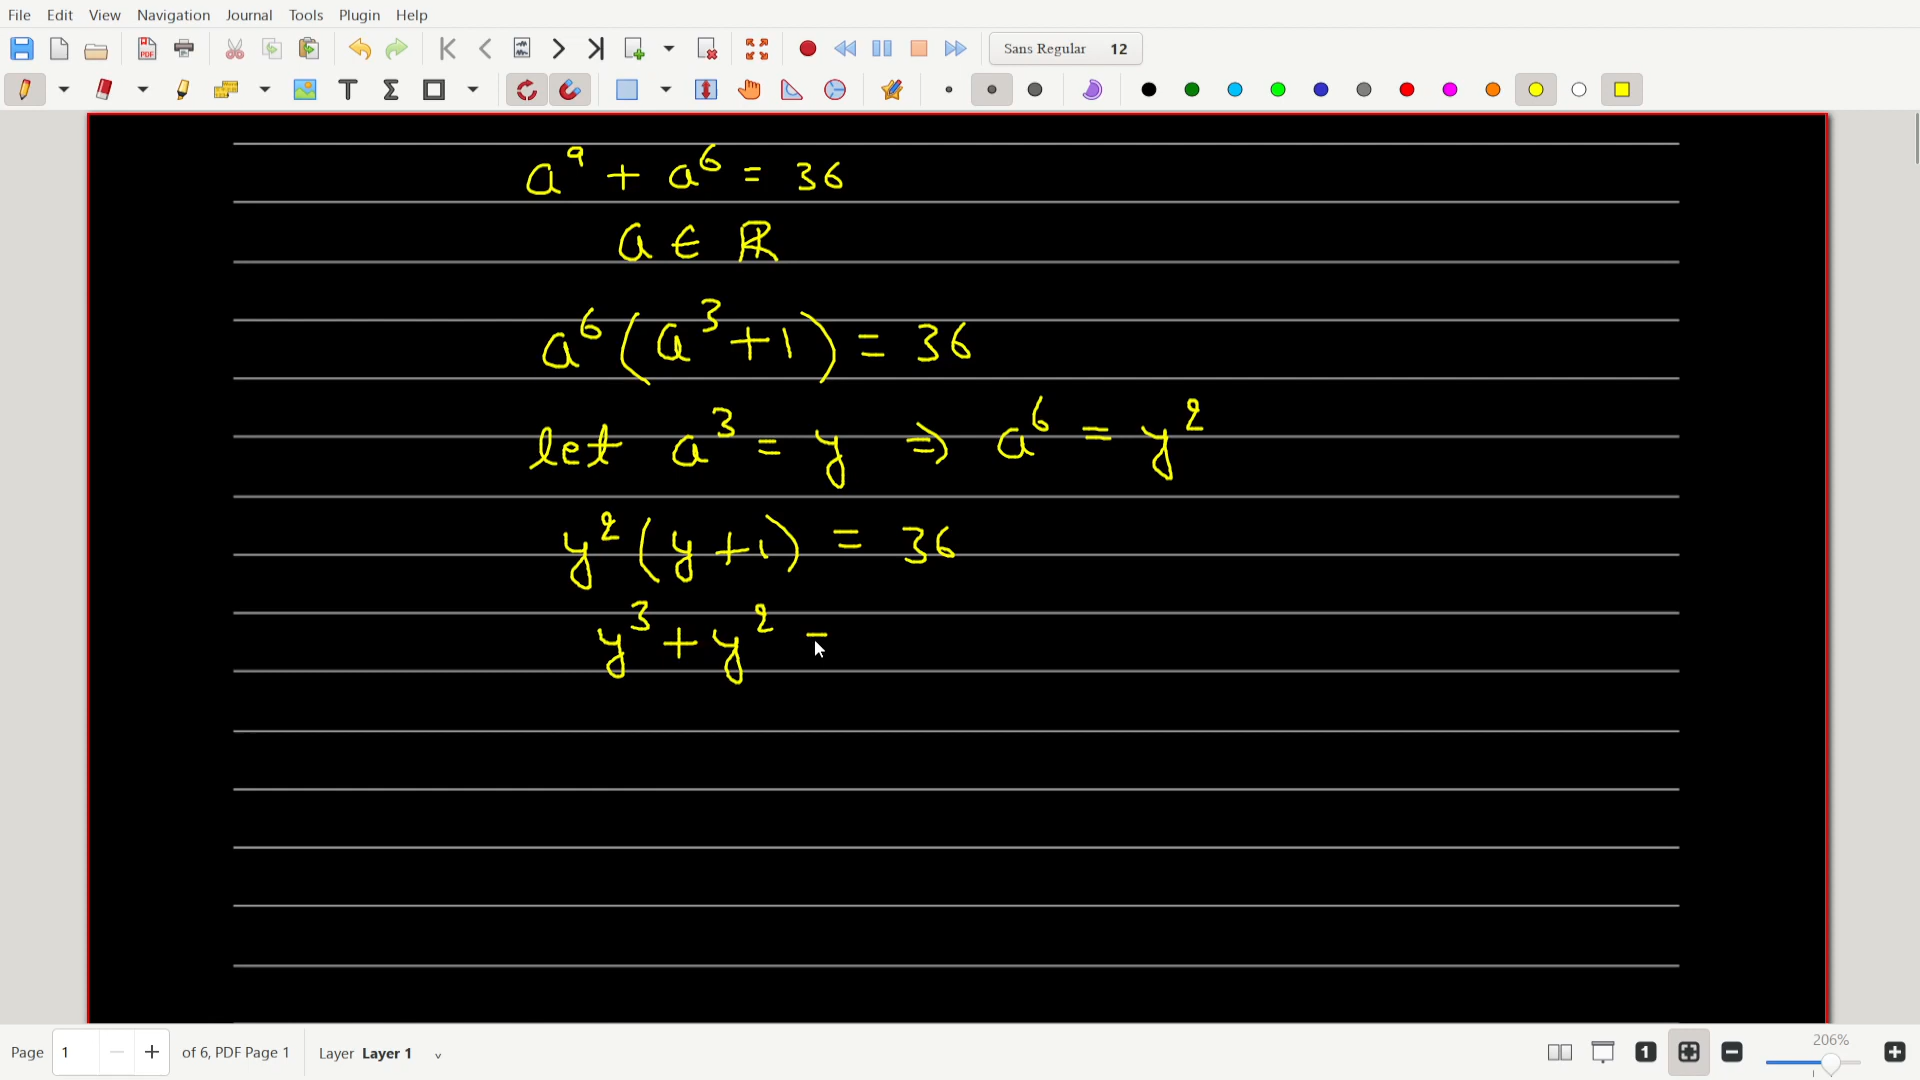 File Edit View Navigation Journal Tools Plugin Help
Sans Regular 12
a⁹ + a⁶ = 36
a ∈ ℝ
a⁶(a³+1) = 36
let a³ = y ⇒ a⁶ = y²
y²(y+1) = 36
y³ + y² =
Page 1 of 6, PDF Page 1 Layer Layer 1 206%